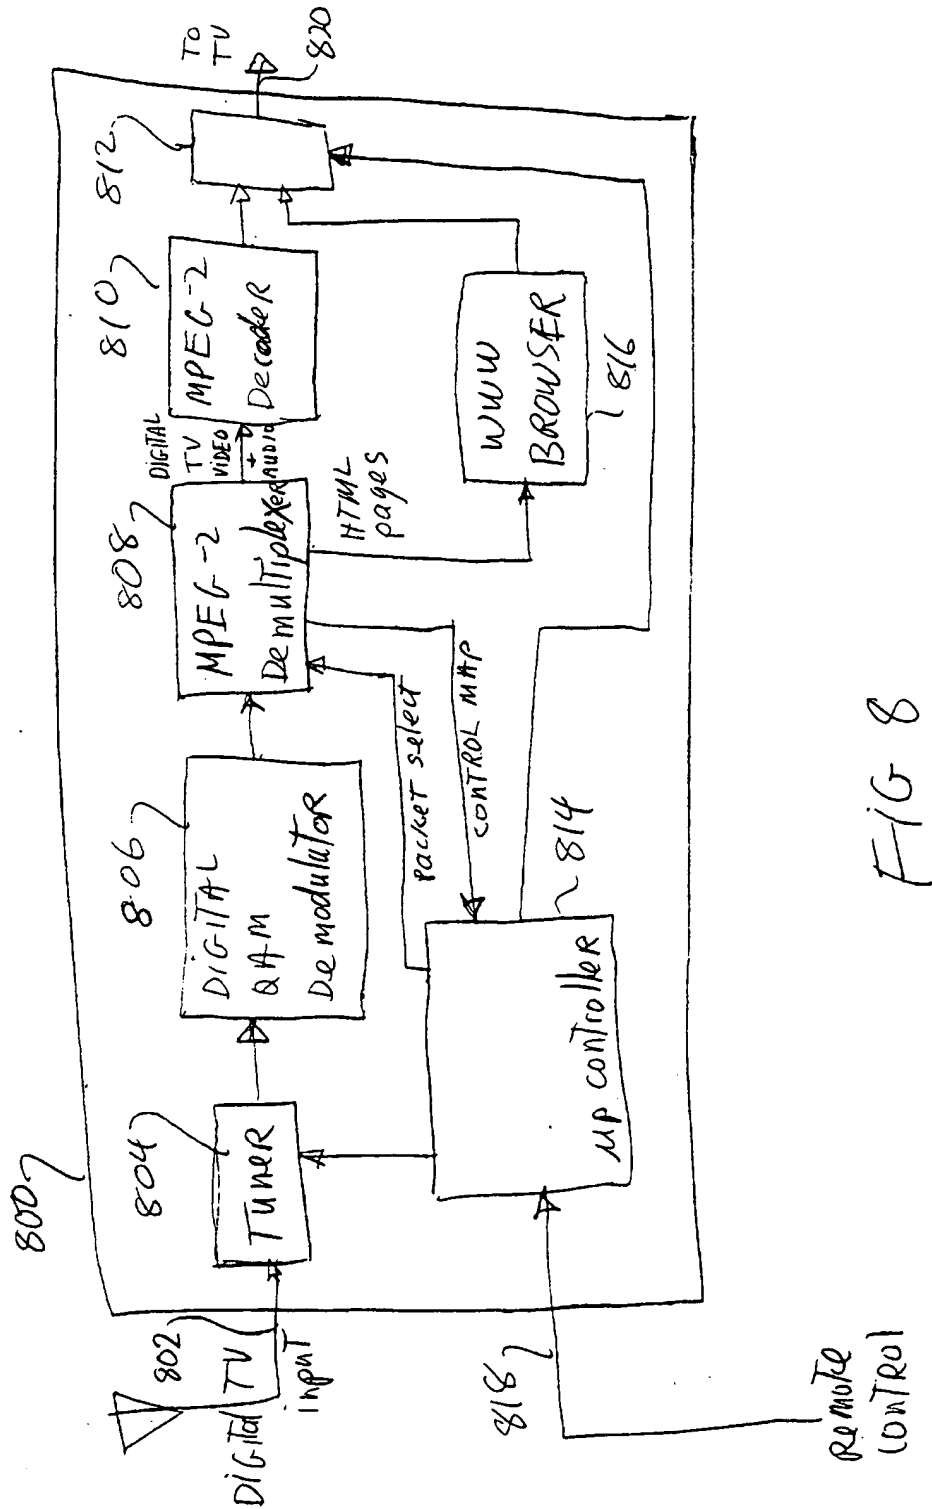 800
802
DIGITAL TV
input
804
TUNER
806
DIGITAL
QAM
Demodulator
808
MPEG-2
Demultiplexer
DIGITAL
TV
VIDEO
+
AUDIO
810
MPEG-2
Decoder
812
TO
TV
820
HTML
pages
WWW
BROWSER
816
packet select
CONTROL MAP
814
μp controller
818
Remote
CONTROL
FIG 8